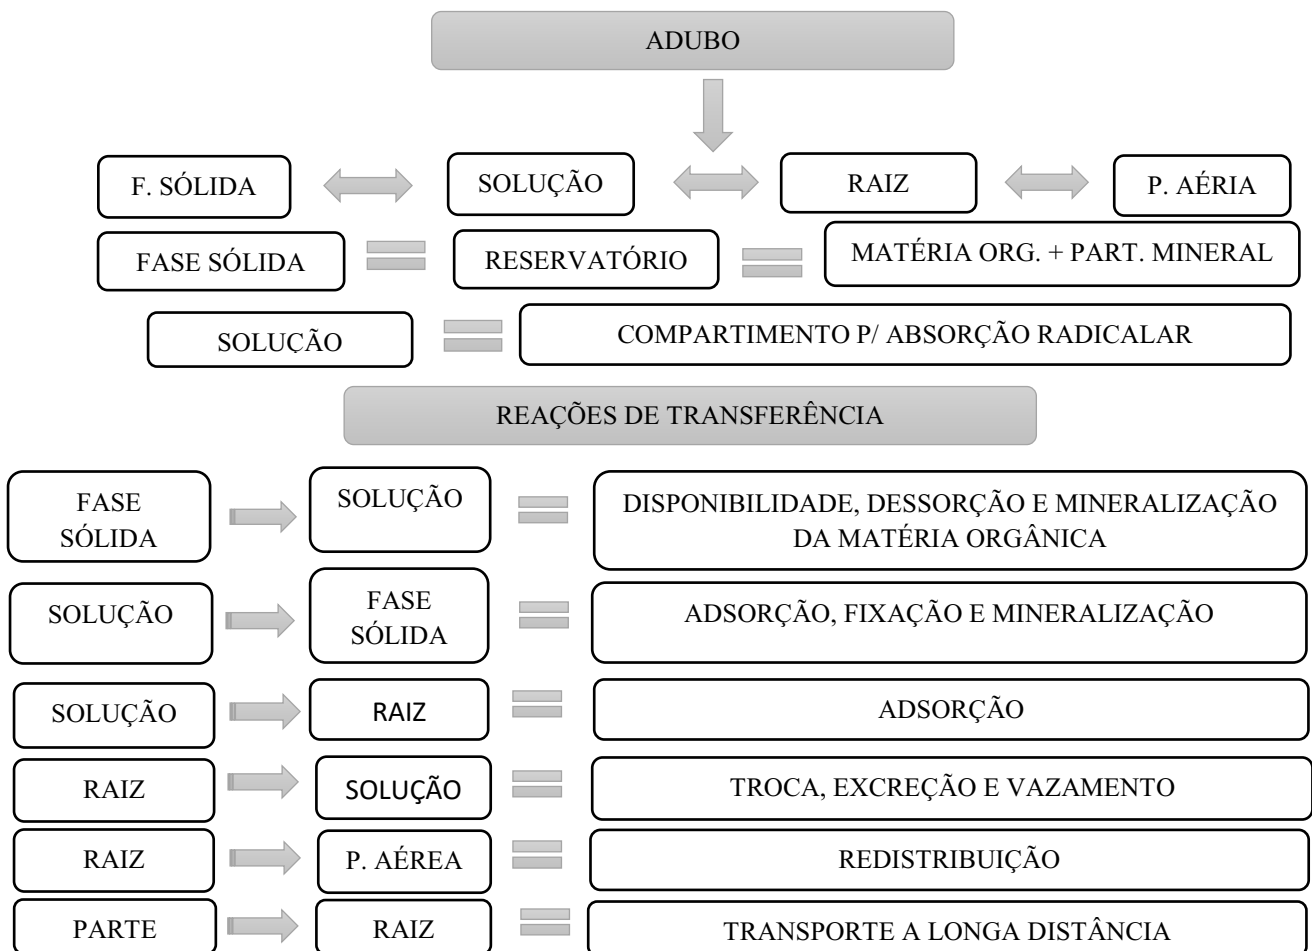 ADUBO
F. SÓLIDA
SOLUÇÃO
RAIZ
P. AÉRIA
FASE SÓLIDA
RESERVATÓRIO
MATÉRIA ORG. + PART. MINERAL
SOLUÇÃO
COMPARTIMENTO P/ ABSORÇÃO RADICALAR
REAÇÕES DE TRANSFERÊNCIA
FASE
SÓLIDA
SOLUÇÃO
DISPONIBILIDADE, DESSORÇÃO E MINERALIZAÇÃO
DA MATÉRIA ORGÂNICA
SOLUÇÃO
FASE
SÓLIDA
ADSORÇÃO, FIXAÇÃO E MINERALIZAÇÃO
SOLUÇÃO
RAIZ
ADSORÇÃO
RAIZ
SOLUÇÃO
TROCA, EXCREÇÃO E VAZAMENTO
RAIZ
P. AÉREA
REDISTRIBUIÇÃO
PARTE
RAIZ
TRANSPORTE A LONGA DISTÂNCIA